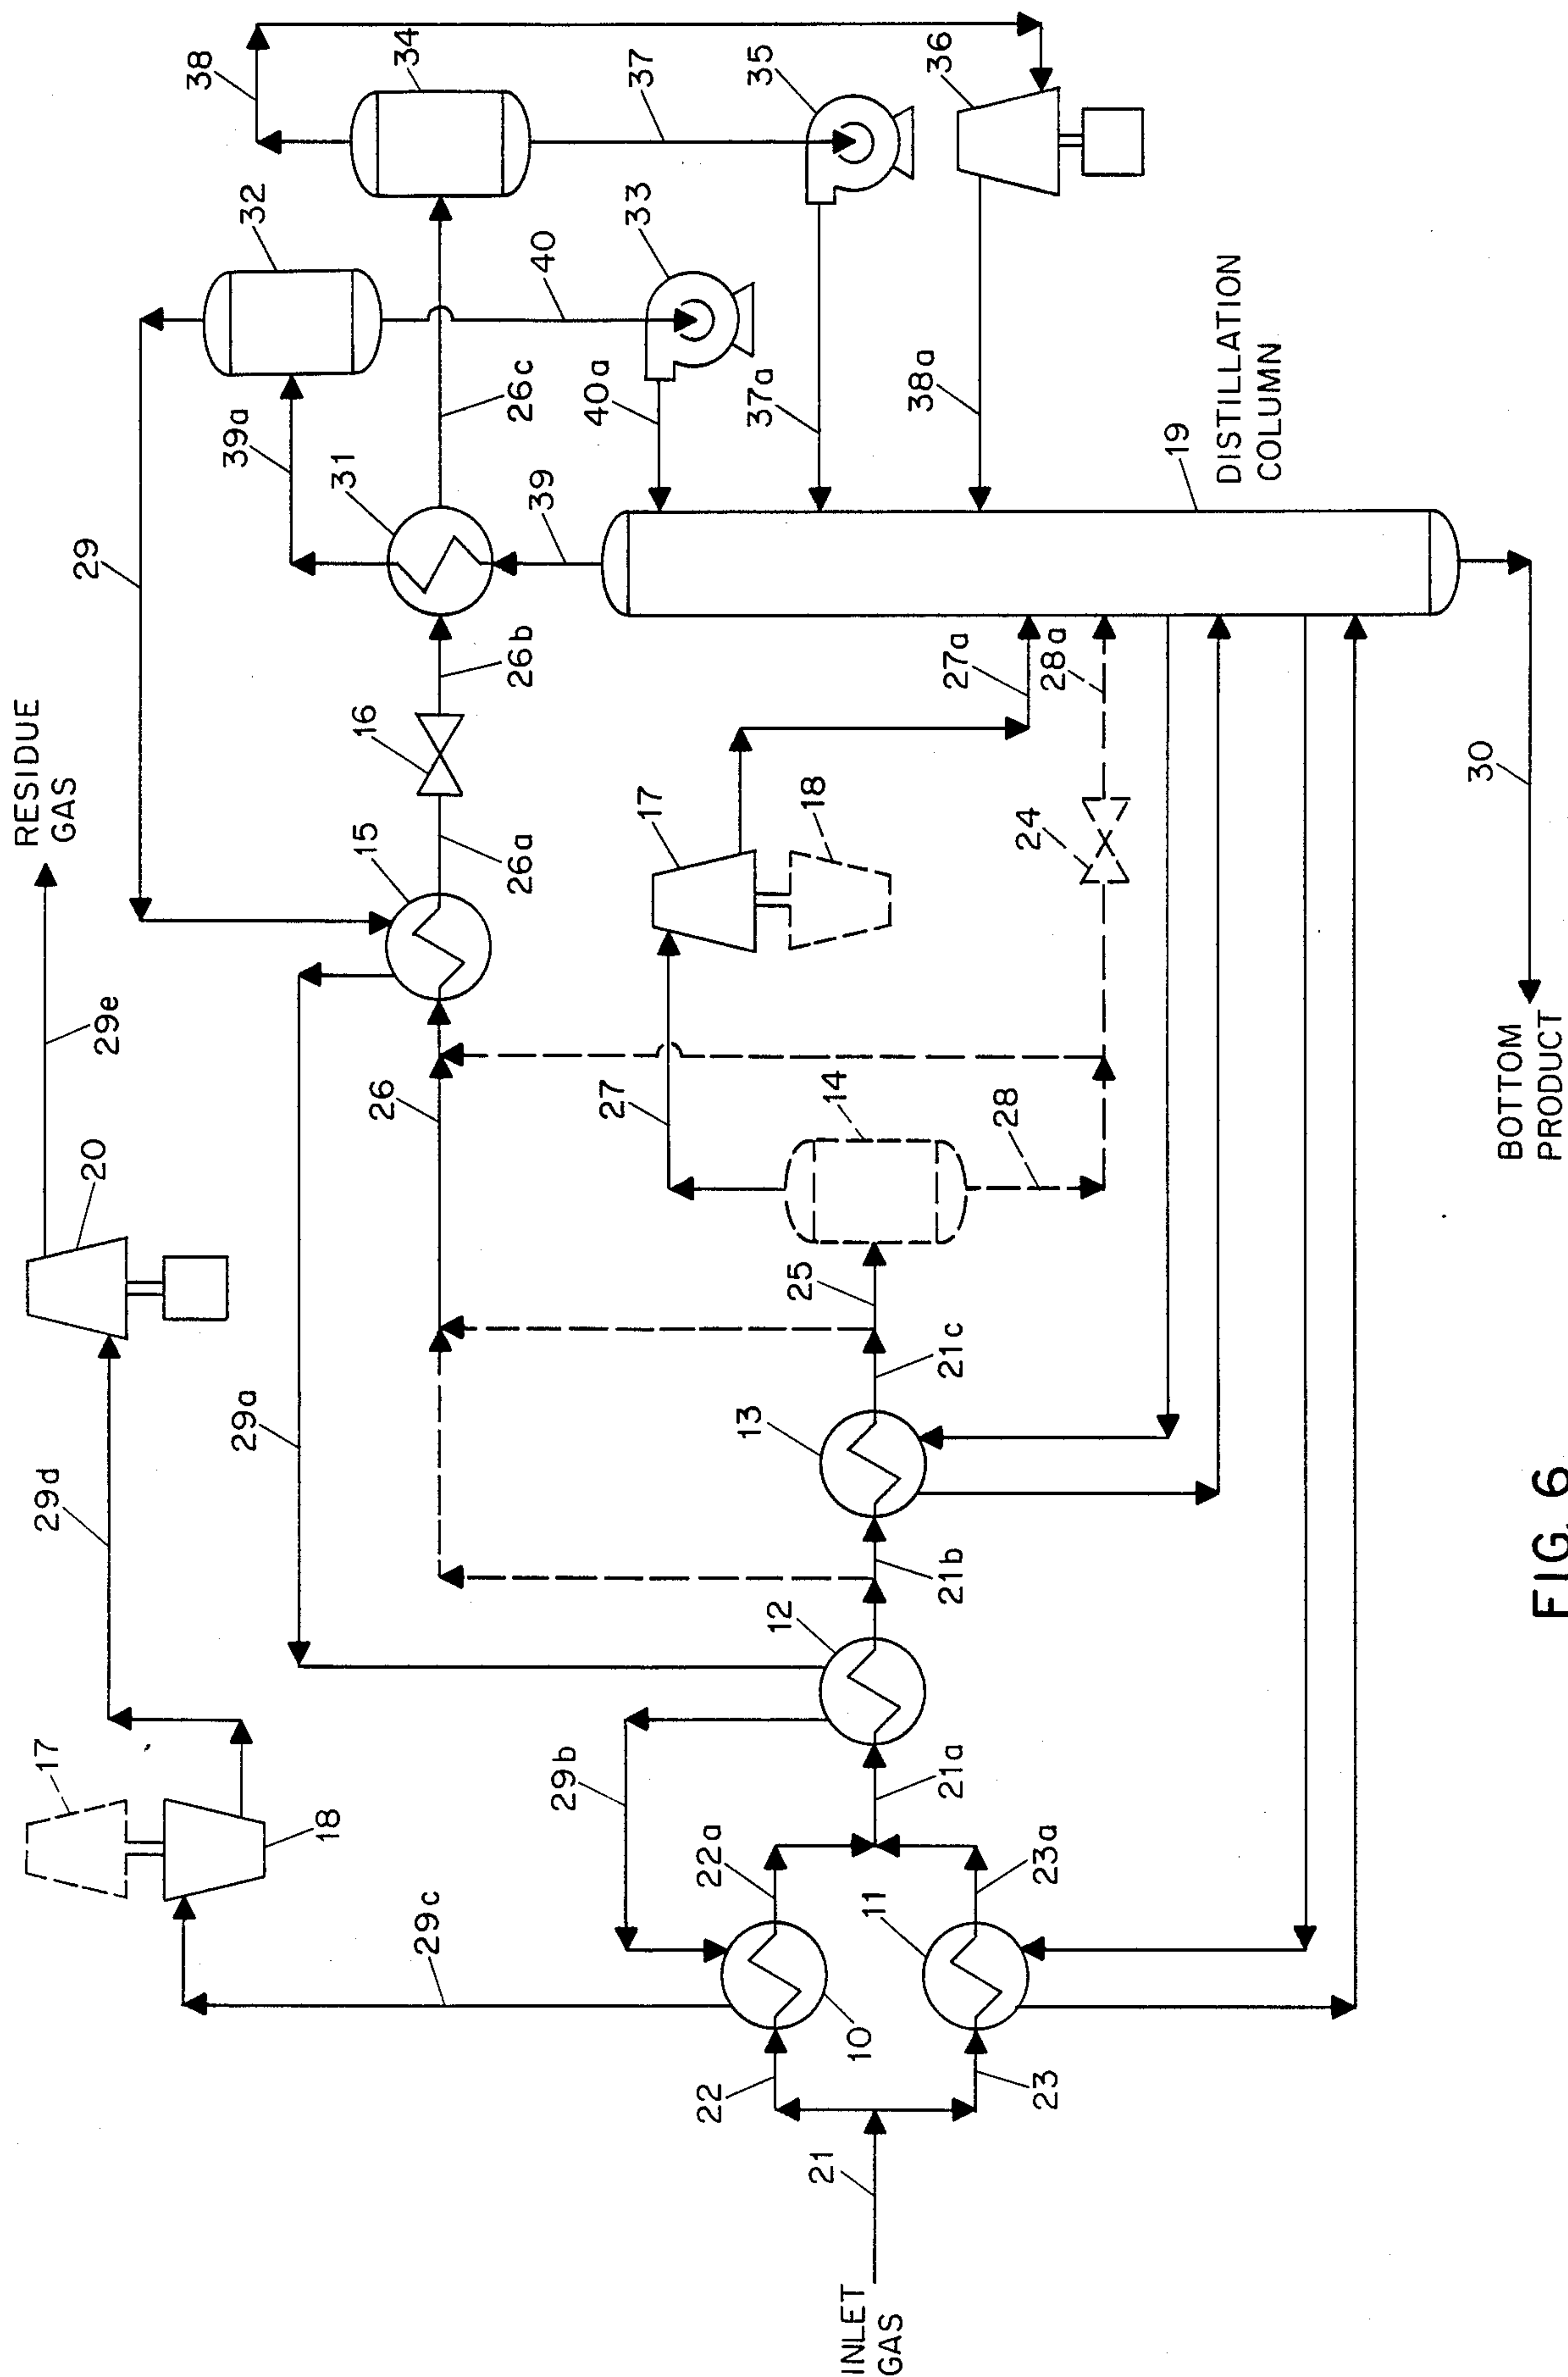 RESIDUE
GAS
29e
20
29d
17
18
29c
29
29a
29b
15
16
26
26a
26b
31
39a
39
26c
32
38
34
37
40
33
40a
35
37a
36
38a
19
DISTILLATION
COLUMN
27
17
18
27a
28a
24
14
28
25
21c
13
21b
12
21a
22a
22
10
11
23a
23
21
INLET
GAS
30
BOTTOM
PRODUCT
FIG. 6